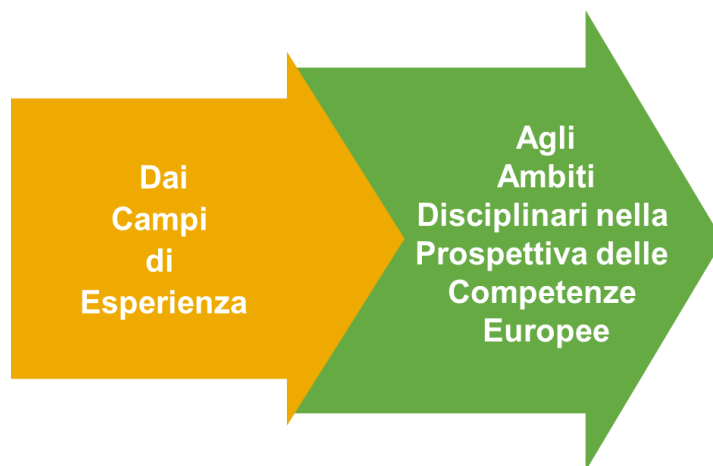 Dai
Campi
di
Esperienza
Agli
Ambiti
Disciplinari nella
Prospettiva delle
Competenze
Europee